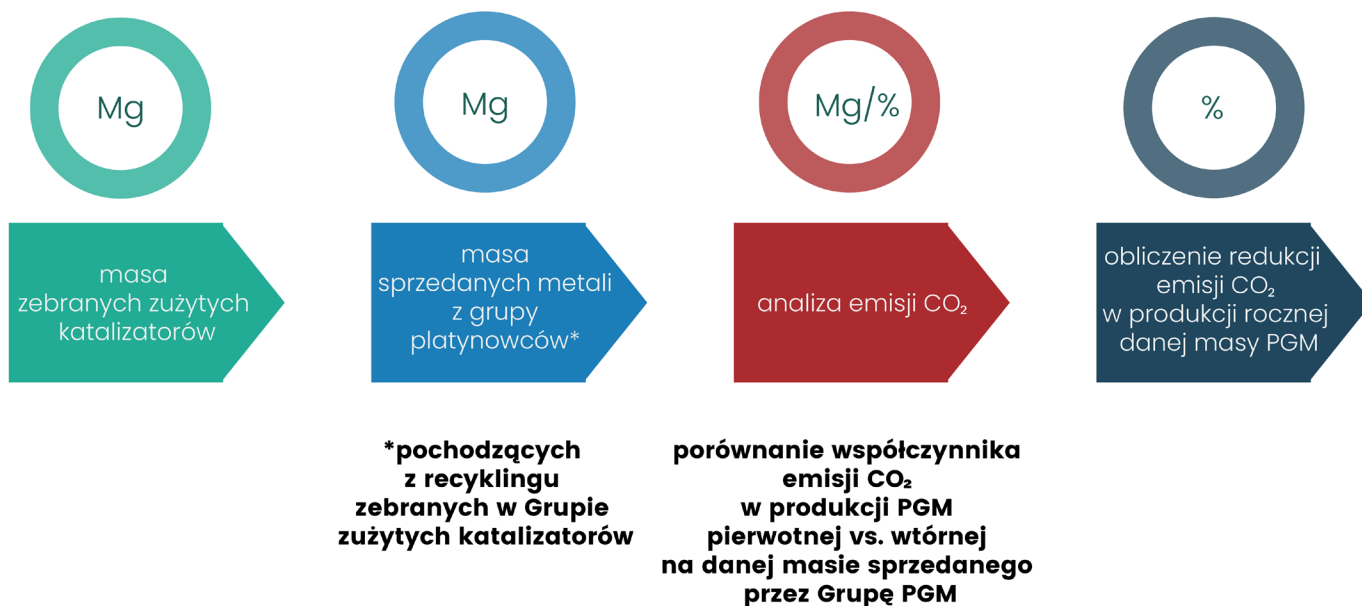 Mg
Mg
Mg/%
%
masa
zebranych zużytych
katalizatorów
masa
sprzedanych metali
z grupy
platynowców*
analiza emisji CO₂
obliczenie redukcji
emisji CO₂
w produkcji rocznej
danej masy PGM
*pochodzących
z recyklingu
zebranych w Grupie
zużytych katalizatorów
porównanie współczynnika
emisji CO₂
w produkcji PGM
pierwotnej vs. wtórnej
na danej masie sprzedanego
przez Grupę PGM